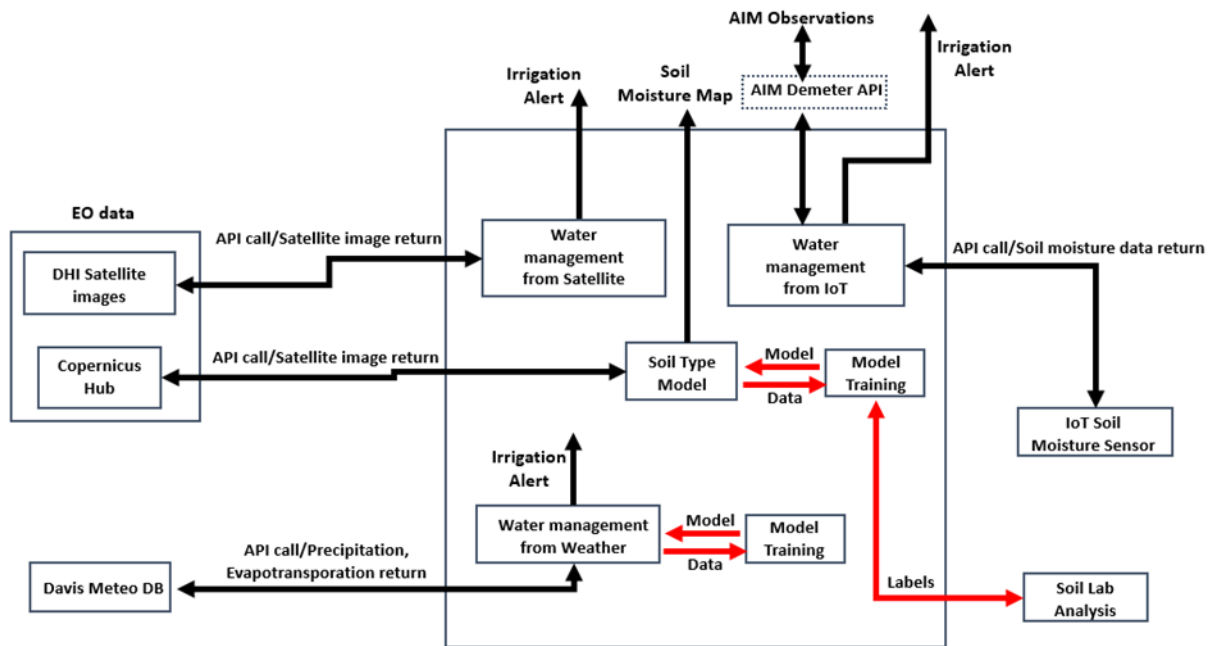 AIM Observations
Irrigation
Alert
Soil
Moisture Map
Irrigation
Alert
AIM Demeter API
EO data
API call/Satellite image return
DHI Satellite
images
Water
management
from Satellite
Water
management
from IoT
API call/Soil moisture data return
Copernicus
Hub
API call/Satellite image return
Soil Type
Model
Model
Data
Model
Training
IoT Soil
Moisture Sensor
Irrigation
Alert
Water management
from Weather
Model
Data
Model
Training
API call/Precipitation,
Evapotransporation return
Davis Meteo DB
Labels
Soil Lab
Analysis